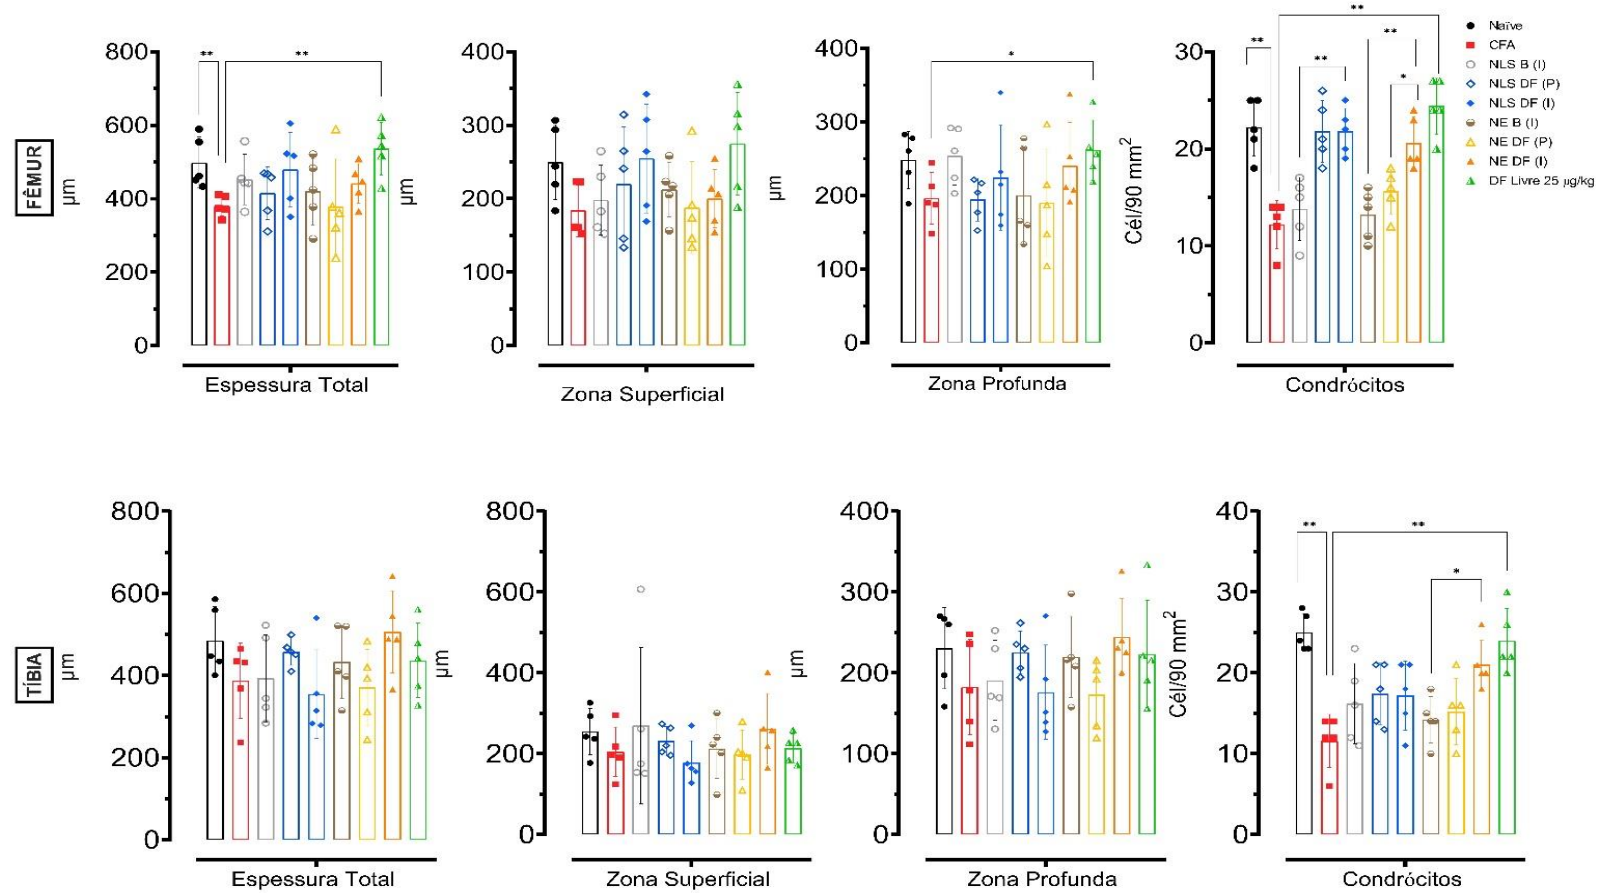 FÊMUR
800
600
400
200
0
µm
** **
Espessura Total
400
300
200
100
0
µm
Zona Superficial
400
300
200
100
0
µm
*
Zona Profunda
30
20
10
0
Cél/90 mm²
**
**
**
**
*
Condrócitos
Naïve
CFA
NLS B (I)
NLS DF (P)
NLS DF (I)
NE B (I)
NE DF (P)
NE DF (I)
DF Livre 25 µg/kg
TÍBIA
800
600
400
200
0
µm
Espessura Total
800
600
400
200
0
µm
Zona Superficial
400
300
200
100
0
µm
Zona Profunda
40
30
20
10
0
Cél/90 mm²
** **
*
Condrócitos